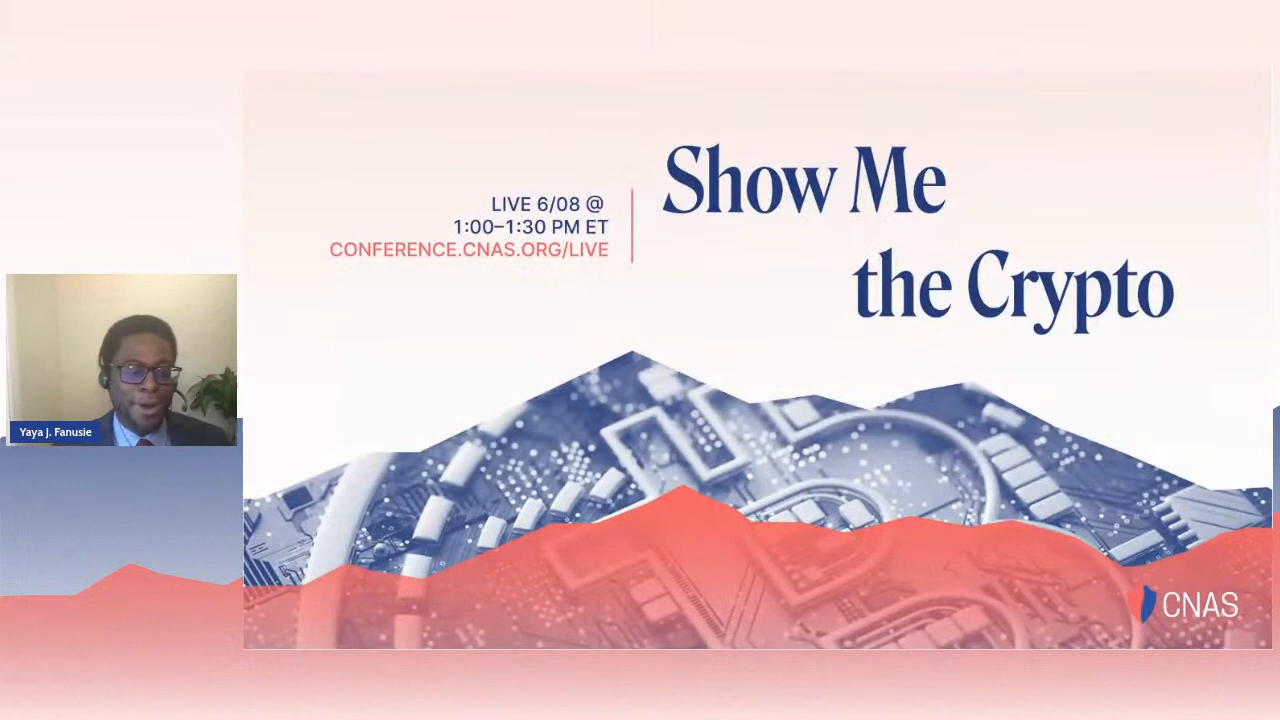 Show Me
the Crypto
LIVE 6/08 @
1:00–1:30 PM ET
CONFERENCE.CNAS.ORG/LIVE
Yaya J. Fanusie
CNAS